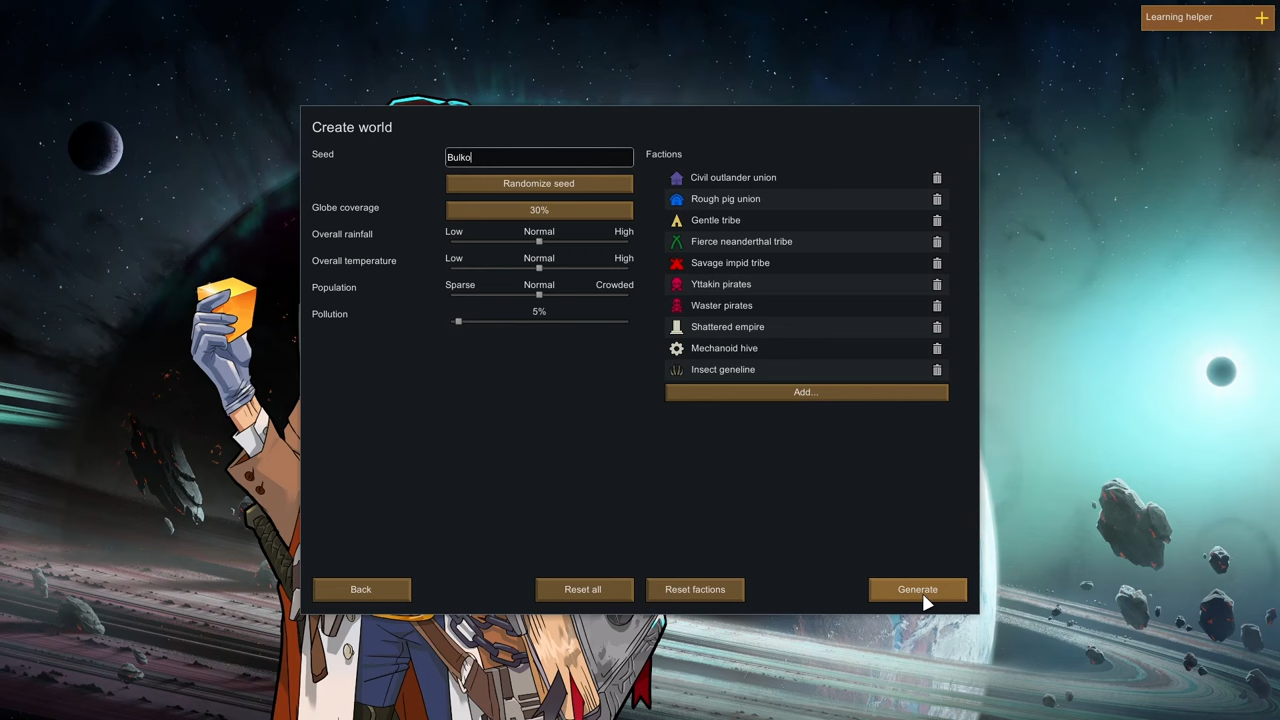 Learning helper
Create world
Seed
Bulko
Randomize seed
Globe coverage
30%
Overall rainfall
Low Normal High
Overall temperature
Low Normal High
Population
Sparse Normal Crowded
Pollution
5%
Factions
Civil outlander union
Rough pig union
Gentle tribe
Fierce neanderthal tribe
Savage impid tribe
Yttakin pirates
Waster pirates
Shattered empire
Mechanoid hive
Insect geneline
Add...
Back
Reset all
Reset factions
Generate